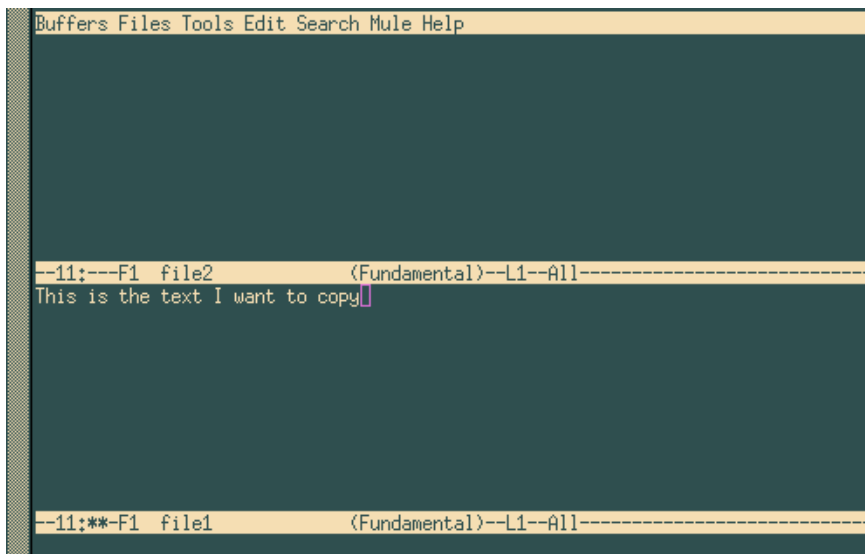 Buffers Files Tools Edit Search Mule Help
--11:---F1  file2          (Fundamental)--L1--All---------------------------
This is the text I want to copy
--11:**-F1  file1          (Fundamental)--L1--All---------------------------